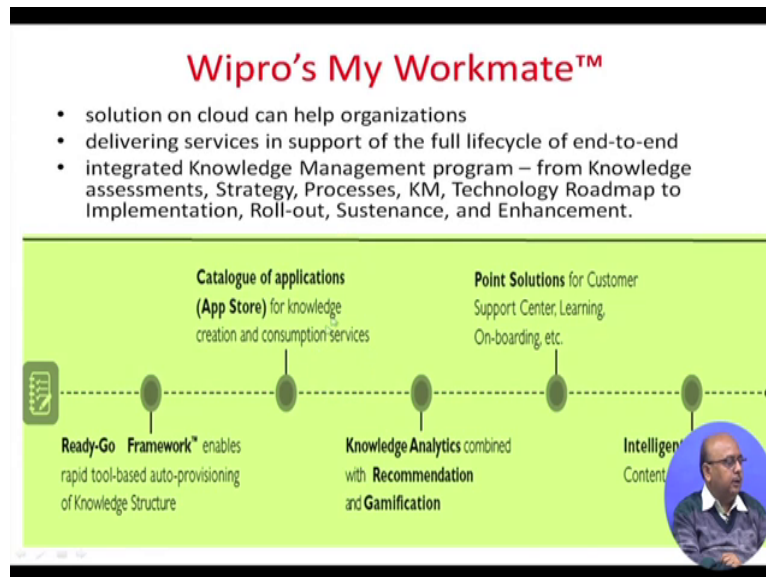 Wipro's My Workmate™
• solution on cloud can help organizations
• delivering services in support of the full lifecycle of end-to-end
• integrated Knowledge Management program – from Knowledge
assessments, Strategy, Processes, KM, Technology Roadmap to
Implementation, Roll-out, Sustenance, and Enhancement.
Catalogue of applications
(App Store) for knowledge
creation and consumption services
Point Solutions for Customer
Support Center, Learning,
On-boarding, etc.
Ready-Go Framework™ enables
rapid tool-based auto-provisioning
of Knowledge Structure
Knowledge Analytics combined
with Recommendation
and Gamification
Intelligent
Content